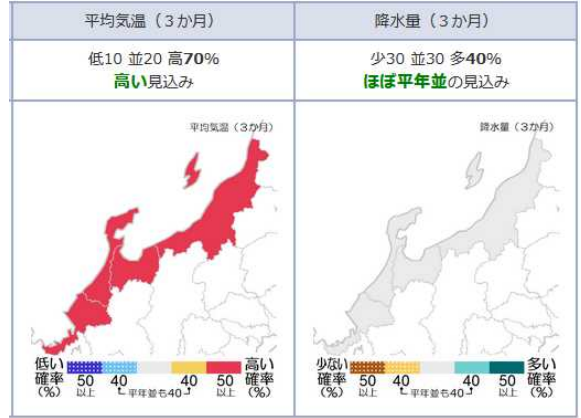 平均気温（３か月）
降水量（３か月）
低10 並20 高70%
高い見込み
少30 並30 多40%
ほぼ平年並の見込み
平均気温（３か月）
降水量（３か月）
低い
確率
(%)
50
以上
40
平年並も40
40
50
以上
高い
確率
(%)
少ない
確率
(%)
50
以上
40
平年並も40
40
50
以上
多い
確率
(%)